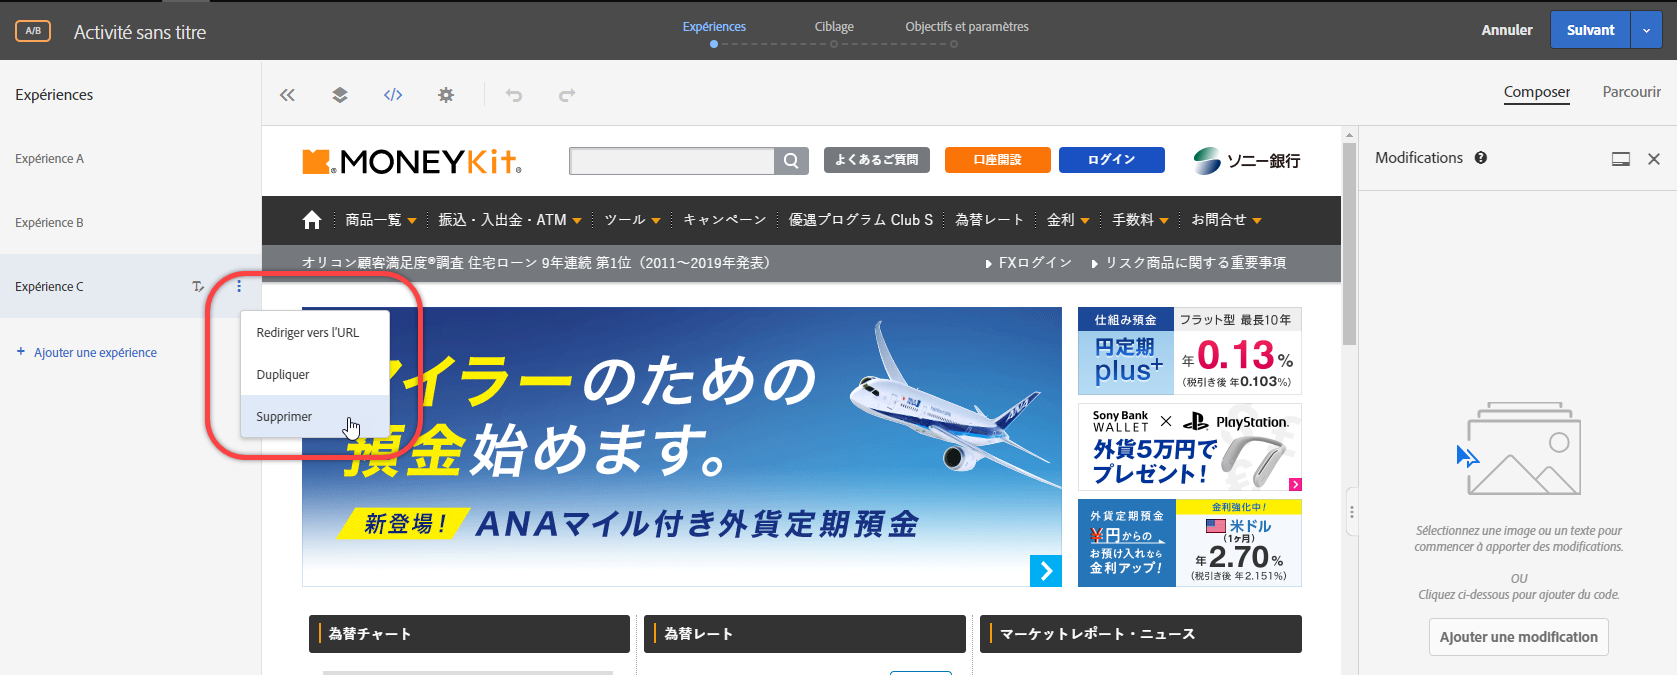 A/B
Activité sans titre
Expériences
Ciblage
Objectifs et paramètres
Annuler
Suivant
Expériences
Composer
Parcourir
Expérience A
Expérience B
Expérience C
Rediriger vers l'URL
Dupliquer
Supprimer
+ Ajouter une expérience
MONEYKit
よくあるご質問
口座開設
ログイン
ソニー銀行
商品一覧
振込・入出金・ATM
ツール
キャンペーン
優遇プログラム Club S
為替レート
金利
手数料
お問合せ
オリコン顧客満足度®調査 住宅ローン 9年連続 第1位（2011～2019年発表）
FXログイン
リスク商品に関する重要事項
マイラーのための
預金始めます。
新登場！
ANAマイル付き外貨定期預金
ANA
仕組み預金
フラット型 最長10年
円定期
plus+
年0.13%
（税引き後 年0.103%）
Sony Bank
WALLET
×
PlayStation.
外貨5万円で
プレゼント！
外貨定期預金
¥円からの
お預け入れなら
金利アップ！
金利強化中！
米ドル
（1ヶ月）
年2.70%
（税引き後 年2.151%）
為替チャート
為替レート
マーケットレポート・ニュース
Modifications
Sélectionnez une image ou un texte pour
commencer à apporter des modifications.
OU
Cliquez ci-dessous pour ajouter du code.
Ajouter une modification